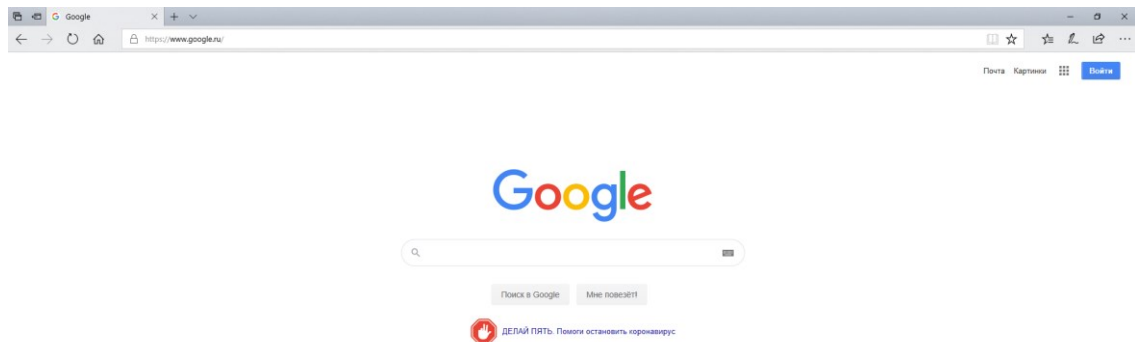 Google
https://www.google.ru/
Почта Картинки Войти
Google
Поиск в Google Мне повезёт!
ДЕЛАЙ ПЯТЬ. Помоги остановить коронавирус